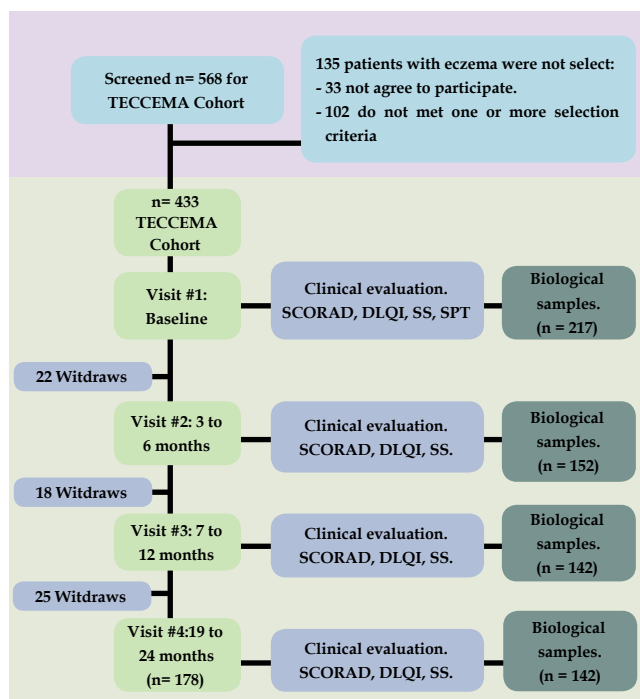 Screened n= 568 for
TECCEMA Cohort
135 patients with eczema were not select:
- 33 not agree to participate.
- 102 do not met one or more selection
criteria
n= 433
TECCEMA
Cohort
Visit #1:
Baseline
Clinical evaluation.
SCORAD, DLQI, SS, SPT
Biological
samples.
(n = 217)
22 Witdraws
Visit #2: 3 to
6 months
Clinical evaluation.
SCORAD, DLQI, SS.
Biological
samples.
(n = 152)
18 Witdraws
Visit #3: 7 to
12 months
Clinical evaluation.
SCORAD, DLQI, SS.
Biological
samples.
(n = 142)
25 Witdraws
Visit #4:19 to
24 months
(n= 178)
Clinical evaluation.
SCORAD, DLQI, SS.
Biological
samples.
(n = 142)